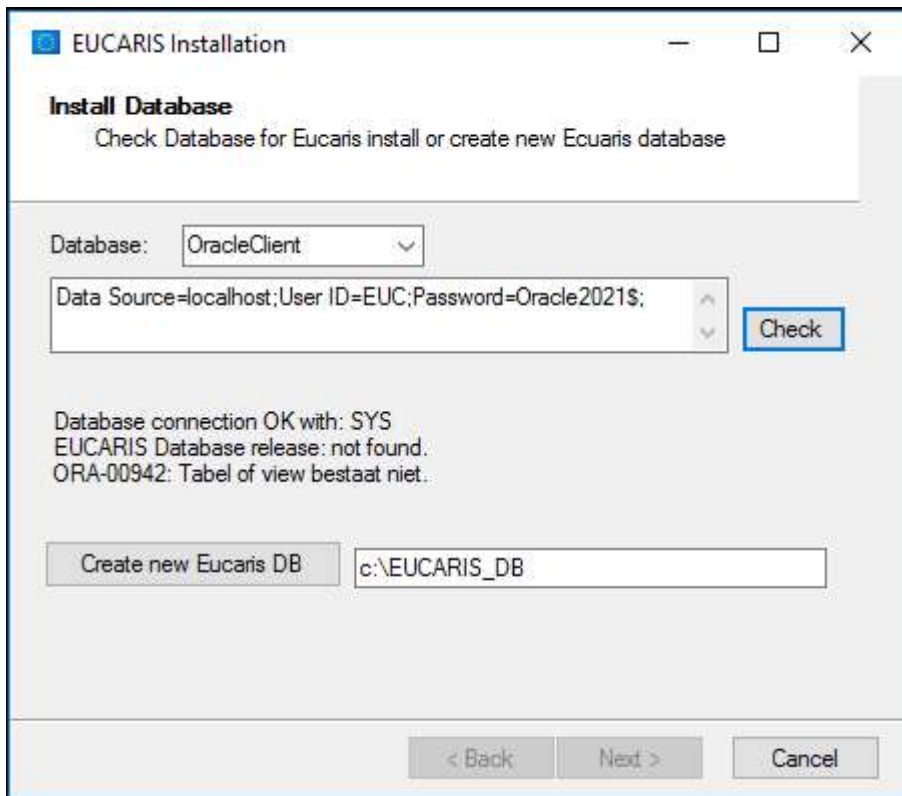 EUCARIS Installation
Install Database
Check Database for Eucaris install or create new Ecuaris database
Database: OracleClient
Data Source=localhost;User ID=EUC;Password=Oracle2021$;
Check
Database connection OK with: SYS
EUCARIS Database release: not found.
ORA-00942: Tabel of view bestaat niet.
Create new Eucaris DB c:\EUCARIS_DB
< Back Next > Cancel